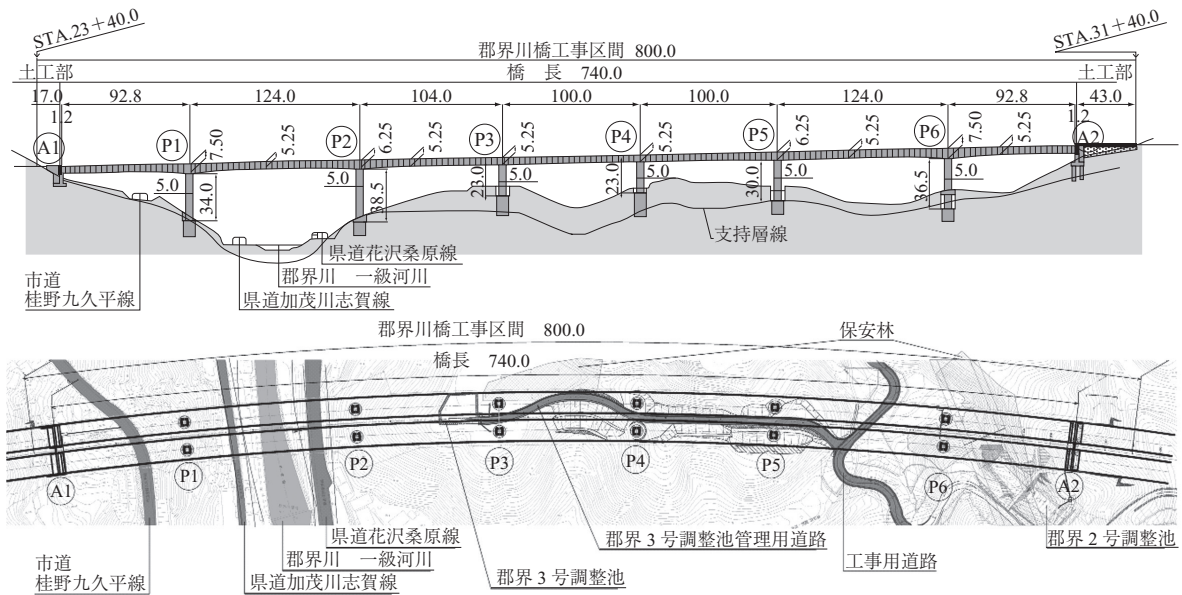 STA.23+40.0
STA.31+40.0
郡界川橋工事区間 800.0
土工部
橋 長 740.0
土工部
17.0 92.8 124.0 104.0 100.0 100.0 124.0 92.8 43.0
1.2
1.2
A1 P1 7.50 5.25 P2 6.25 5.25 P3 5.25 P4 5.25 P5 6.25 5.25 P6 7.50 5.25 A2
5.0 34.0 5.0 38.5 23.0 5.0 23.0 5.0 30.0 5.0 36.5 5.0
支持層線
県道花沢桑原線
市道
桂野九久平線
郡界川 一級河川
県道加茂川志賀線
郡界川橋工事区間 800.0
保安林
橋長 740.0
A1 P1 P2 P3 P4 P5 P6 A2
県道花沢桑原線
郡界3号調整池管理用道路
郡界2号調整池
市道
桂野九久平線
郡界川 一級河川
工事用道路
県道加茂川志賀線
郡界3号調整池